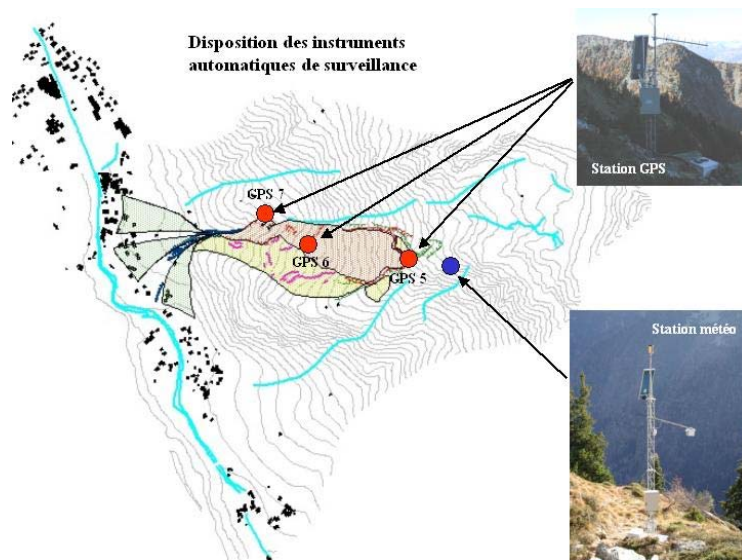 Disposition des instruments
automatiques de surveillance
Station GPS
GPS 7
GPS 6
GPS 5
Station météo